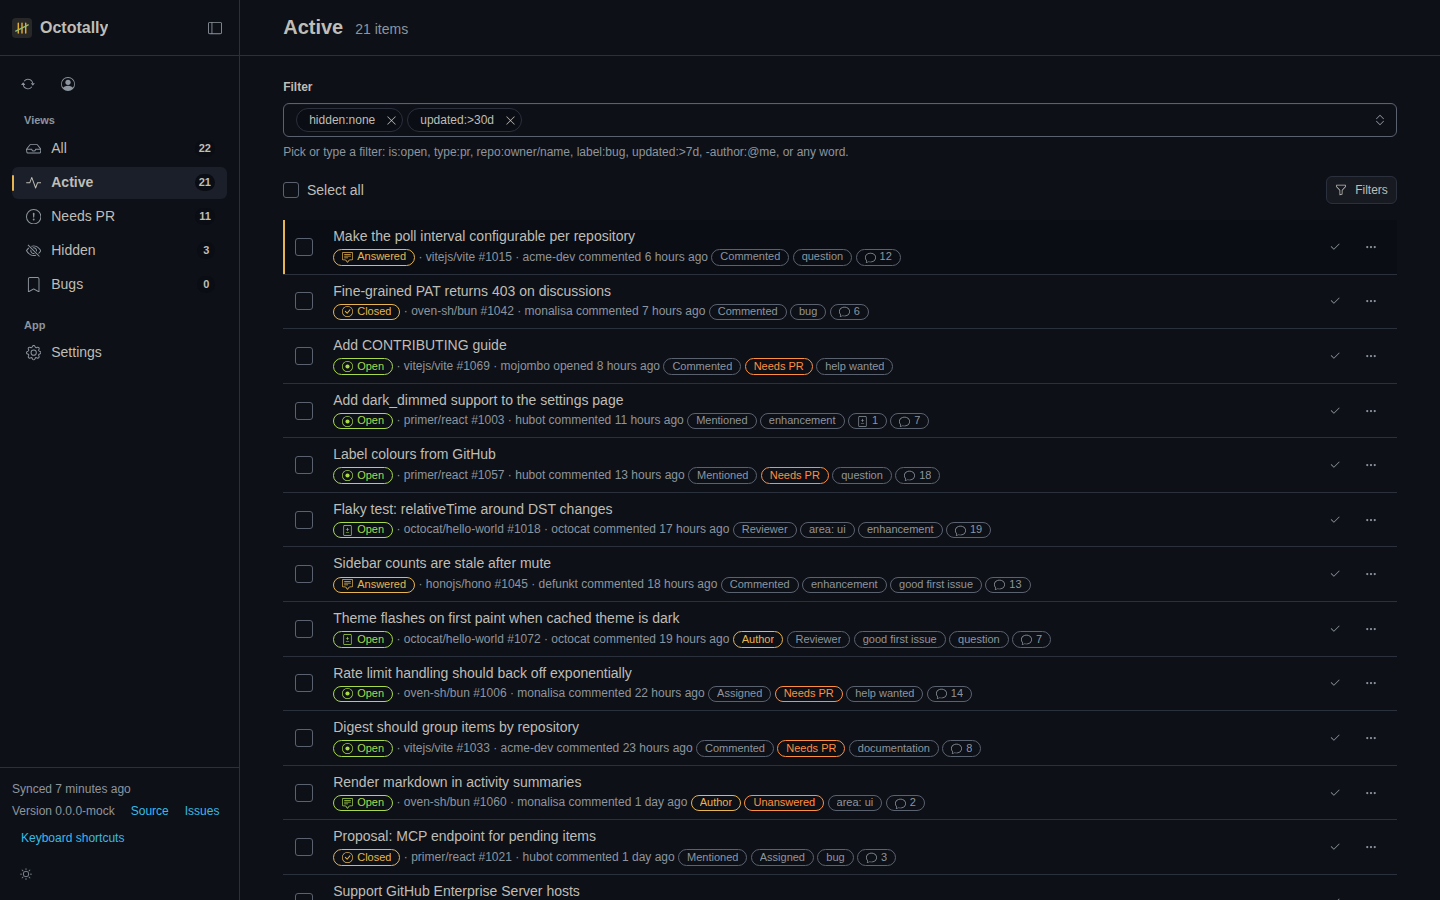 Octotally
Views
All 22
Active 21
Needs PR 11
Hidden 3
Bugs 0
App
Settings
Synced 7 minutes ago
Version 0.0.0-mock Source Issues
Keyboard shortcuts
Active 21 items
Filter
hidden:none updated:>30d
Pick or type a filter: is:open, type:pr, repo:owner/name, label:bug, updated:>7d, -author:@me, or any word.
Select all Filters
Make the poll interval configurable per repository
Answered · vitejs/vite #1015 · acme-dev commented 6 hours ago Commented question 12
Fine-grained PAT returns 403 on discussions
Closed · oven-sh/bun #1042 · monalisa commented 7 hours ago Commented bug 6
Add CONTRIBUTING guide
Open · vitejs/vite #1069 · mojombo opened 8 hours ago Commented Needs PR help wanted
Add dark_dimmed support to the settings page
Open · primer/react #1003 · hubot commented 11 hours ago Mentioned enhancement 1 7
Label colours from GitHub
Open · primer/react #1057 · hubot commented 13 hours ago Mentioned Needs PR question 18
Flaky test: relativeTime around DST changes
Open · octocat/hello-world #1018 · octocat commented 17 hours ago Reviewer area: ui enhancement 19
Sidebar counts are stale after mute
Answered · honojs/hono #1045 · defunkt commented 18 hours ago Commented enhancement good first issue 13
Theme flashes on first paint when cached theme is dark
Open · octocat/hello-world #1072 · octocat commented 19 hours ago Author Reviewer good first issue question 7
Rate limit handling should back off exponentially
Open · oven-sh/bun #1006 · monalisa commented 22 hours ago Assigned Needs PR help wanted 14
Digest should group items by repository
Open · vitejs/vite #1033 · acme-dev commented 23 hours ago Commented Needs PR documentation 8
Render markdown in activity summaries
Open · oven-sh/bun #1060 · monalisa commented 1 day ago Author Unanswered area: ui 2
Proposal: MCP endpoint for pending items
Closed · primer/react #1021 · hubot commented 1 day ago Mentioned Assigned bug 3
Support GitHub Enterprise Server hosts